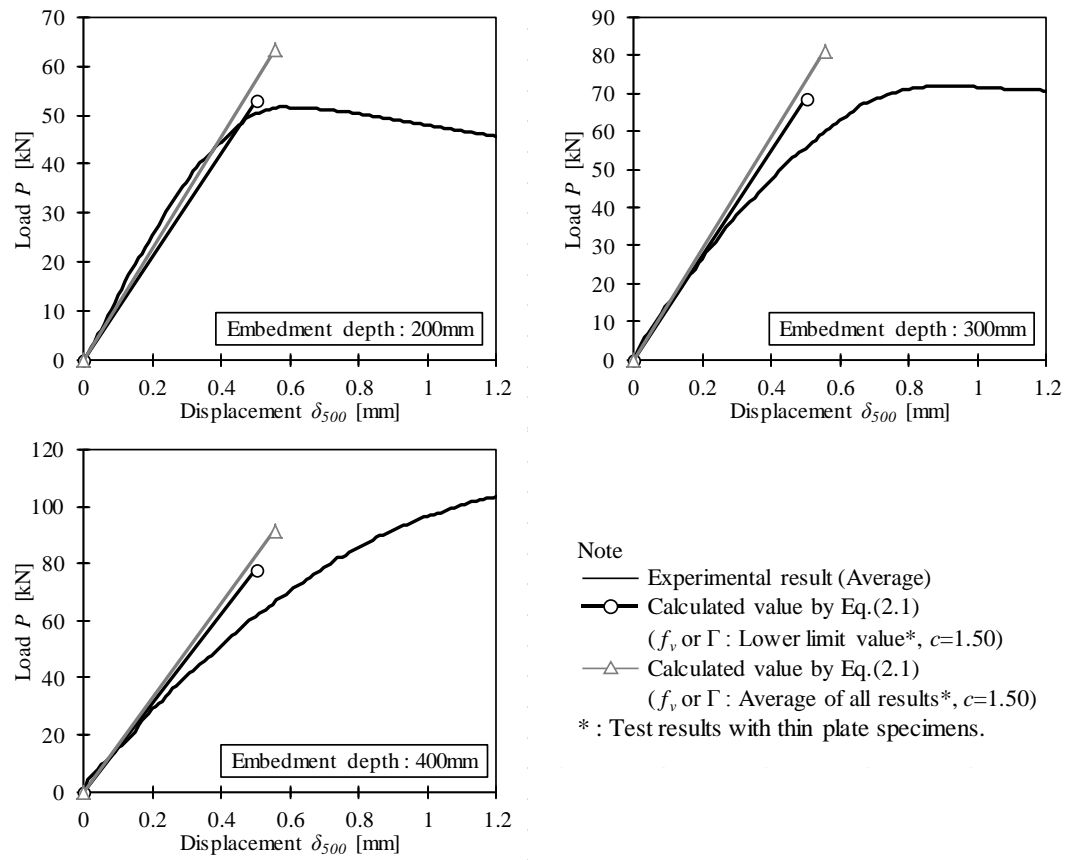 70
60
50
40
30
20
10
0
Load P [kN]
Embedment depth : 200mm
0 0.2 0.4 0.6 0.8 1 1.2
Displacement δ500 [mm]
90
80
70
60
50
40
30
20
10
0
Load P [kN]
Embedment depth : 300mm
0 0.2 0.4 0.6 0.8 1 1.2
Displacement δ500 [mm]
120
100
80
60
40
20
0
Load P [kN]
Embedment depth : 400mm
0 0.2 0.4 0.6 0.8 1 1.2
Displacement δ500 [mm]
Note
Experimental result (Average)
Calculated value by Eq.(2.1)
(fv or Γ : Lower limit value*, c=1.50)
Calculated value by Eq.(2.1)
(fv or Γ : Average of all results*, c=1.50)
* : Test results with thin plate specimens.